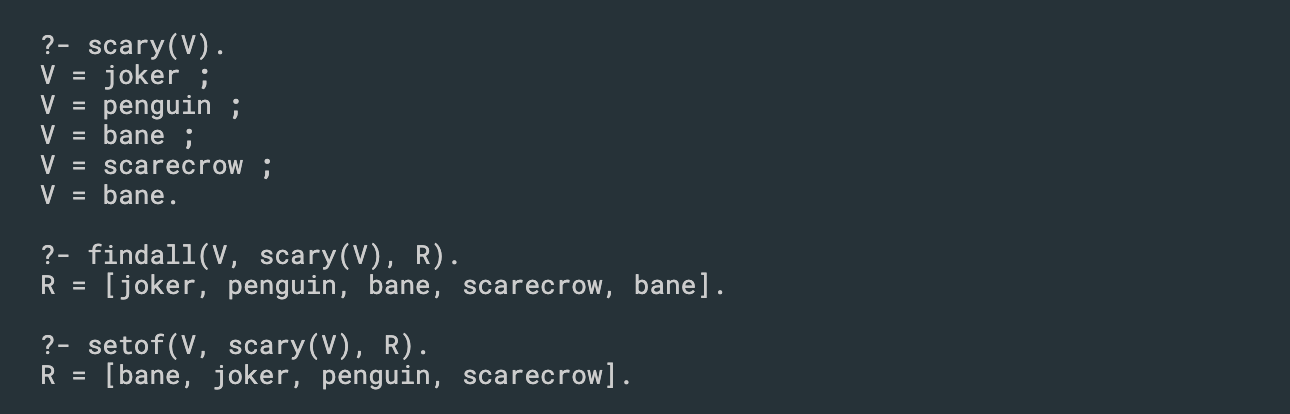 ?- scary(V).
V = joker ;
V = penguin ;
V = bane ;
V = scarecrow ;
V = bane.
?- findall(V, scary(V), R).
R = [joker, penguin, bane, scarecrow, bane].
?- setof(V, scary(V), R).
R = [bane, joker, penguin, scarecrow].